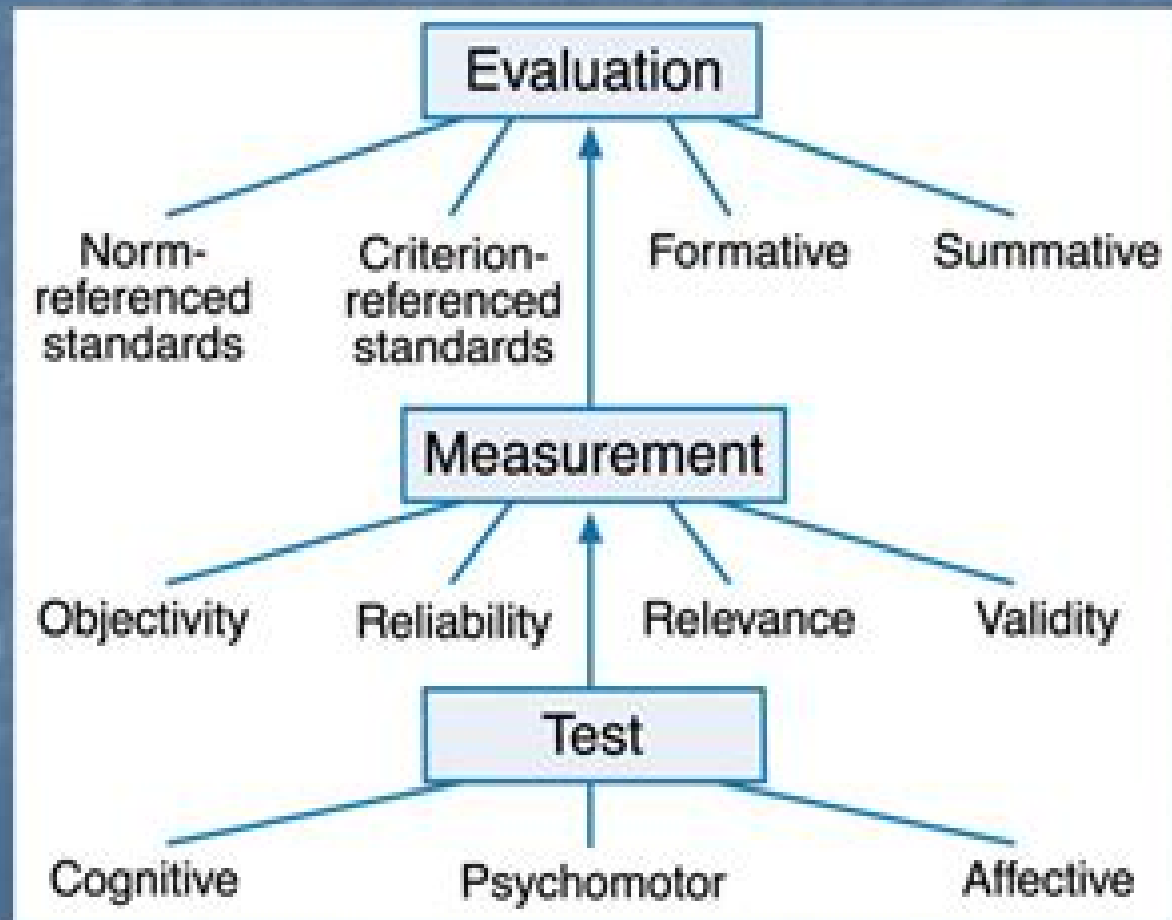 Evaluation
Norm-
referenced
standards
Criterion-
referenced
standards
Formative
Summative
Measurement
Objectivity
Reliability
Relevance
Validity
Test
Cognitive
Psychomotor
Affective